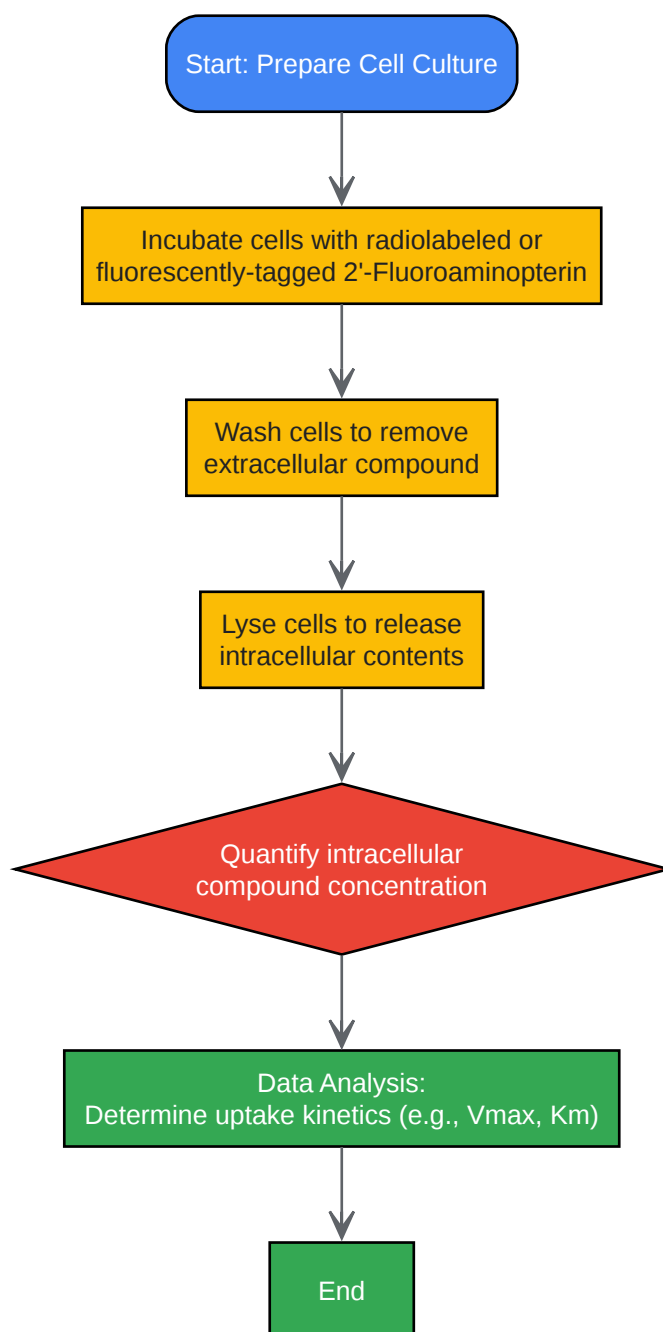 Start: Prepare Cell Culture
Incubate cells with radiolabeled or
fluorescently-tagged 2'-Fluoroaminopterin
Wash cells to remove
extracellular compound
Lyse cells to release
intracellular contents
Quantify intracellular
compound concentration
Data Analysis:
Determine uptake kinetics (e.g., Vmax, Km)
End